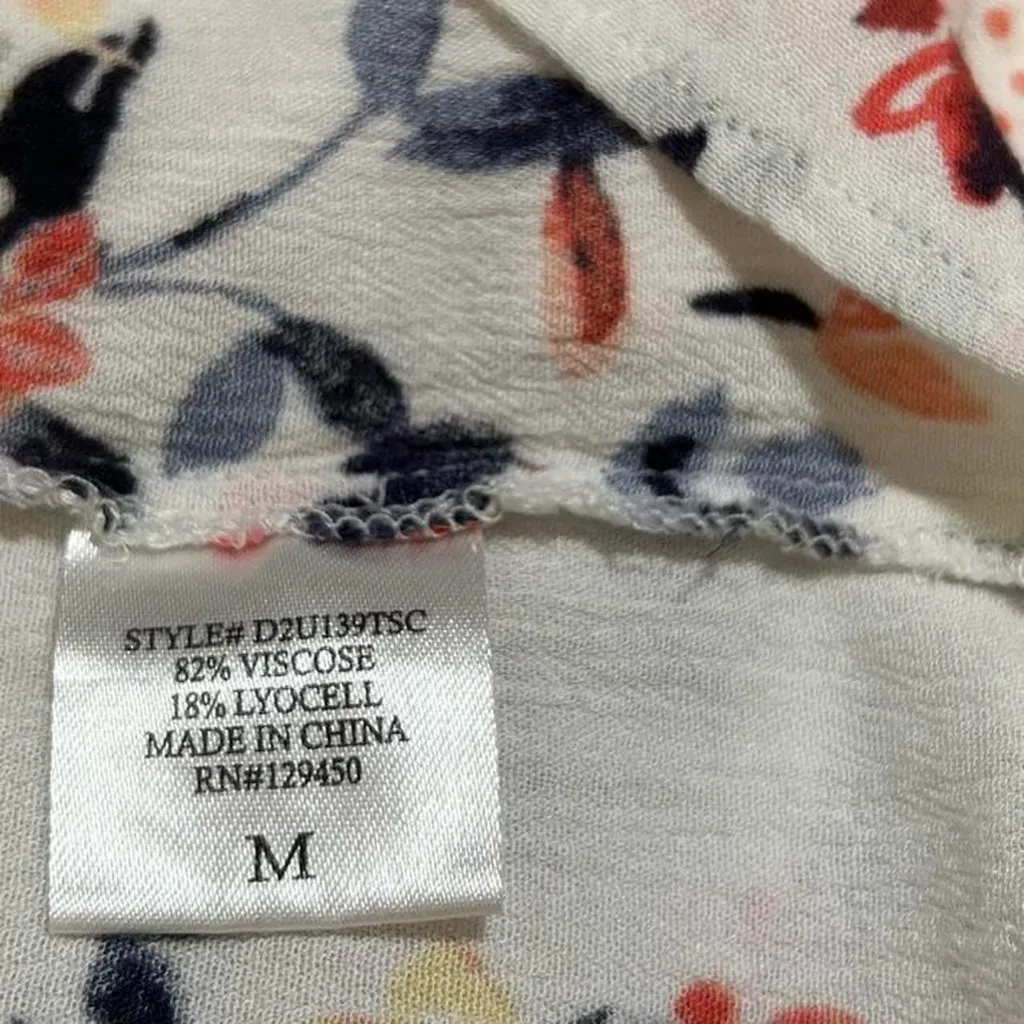 STYLE# D2U139TSC
82% VISCOSE
18% LYOCELL
MADE IN CHINA
RN#129450
M